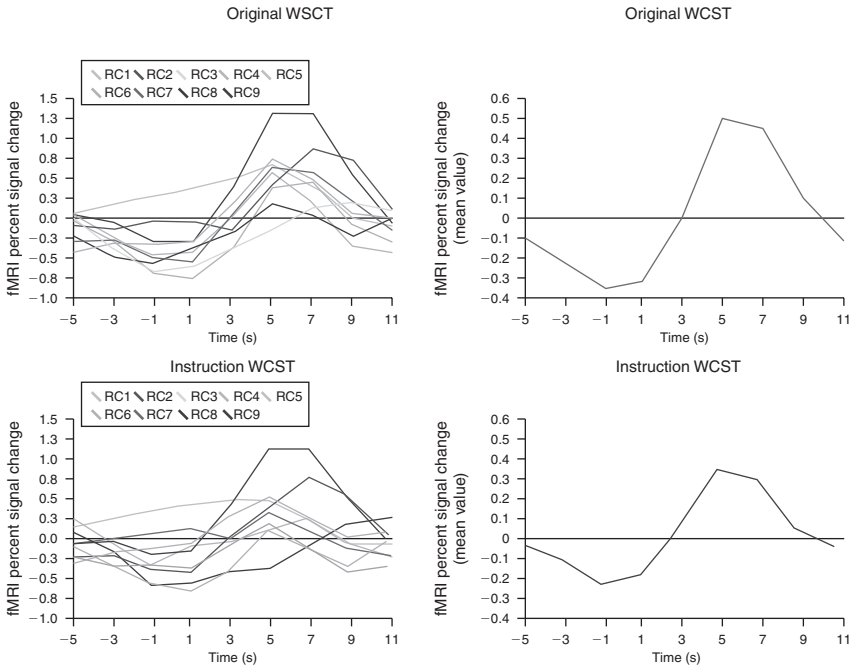 Original WSCT
RC1 RC2 RC3 RC4 RC5
RC6 RC7 RC8 RC9
fMRI percent signal change
1.5
1.3
1.0
0.8
0.5
0.3
0.0
−0.3
−0.5
−0.8
−1.0
−5 −3 −1 1 3 5 7 9 11
Time (s)
Original WCST
fMRI percent signal change
(mean value)
0.6
0.5
0.4
0.3
0.2
0.1
0
−0.1
−0.2
−0.3
−0.4
−5 −3 −1 1 3 5 7 9 11
Time (s)
Instruction WCST
RC1 RC2 RC3 RC4 RC5
RC6 RC7 RC8 RC9
fMRI percent signal change
1.5
1.3
1.0
0.8
0.5
0.3
0.0
−0.3
−0.5
−0.8
−1.0
−5 −3 −1 1 3 5 7 9 11
Time (s)
Instruction WCST
fMRI percent signal change
(mean value)
0.6
0.5
0.4
0.3
0.2
0.1
0
−0.1
−0.2
−0.3
−0.4
−5 −3 −1 1 3 5 7 9 11
Time (s)